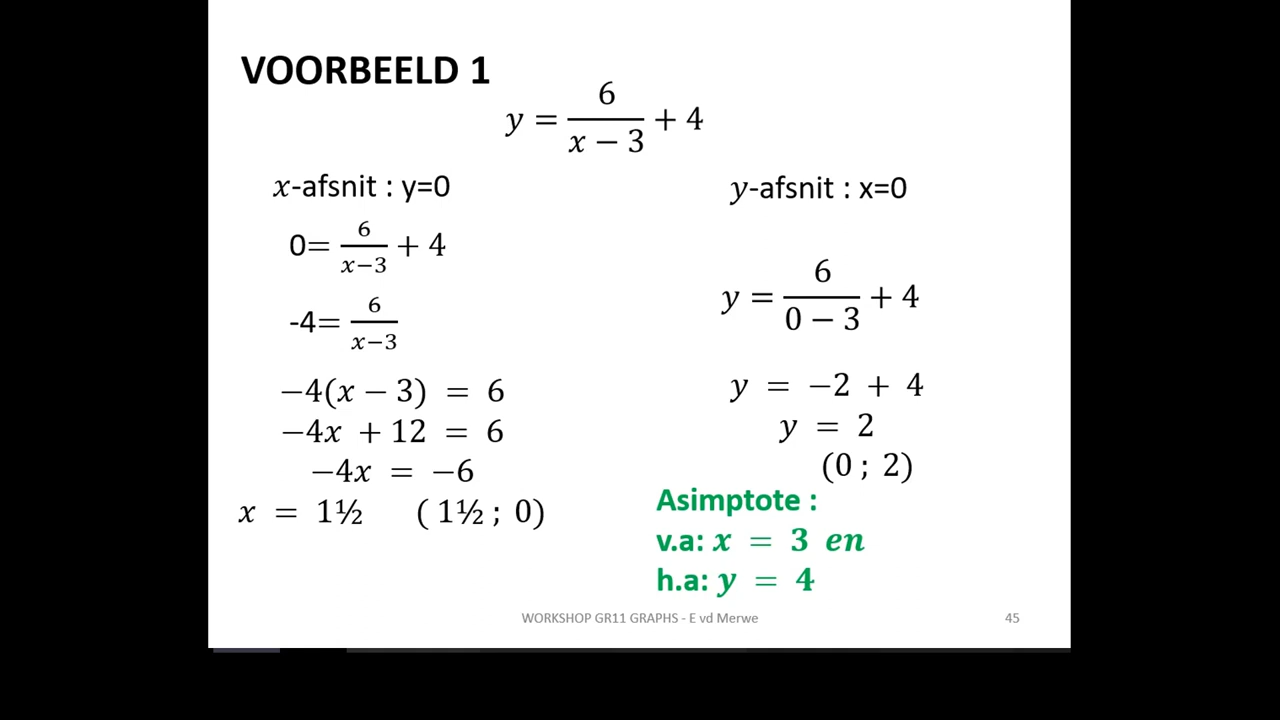 VOORBEELD 1
y = 6/(x − 3) + 4
x-afsnit : y=0
0= 6/(x−3) + 4
-4= 6/(x−3)
−4(x − 3) = 6
−4x + 12 = 6
−4x = −6
x = 1½ ( 1½ ; 0)
y-afsnit : x=0
y = 6/(0 − 3) + 4
y = −2 + 4
y = 2
(0 ; 2)
Asimptote :
v.a: x = 3 en
h.a: y = 4
WORKSHOP GR11 GRAPHS - E vd Merwe
45